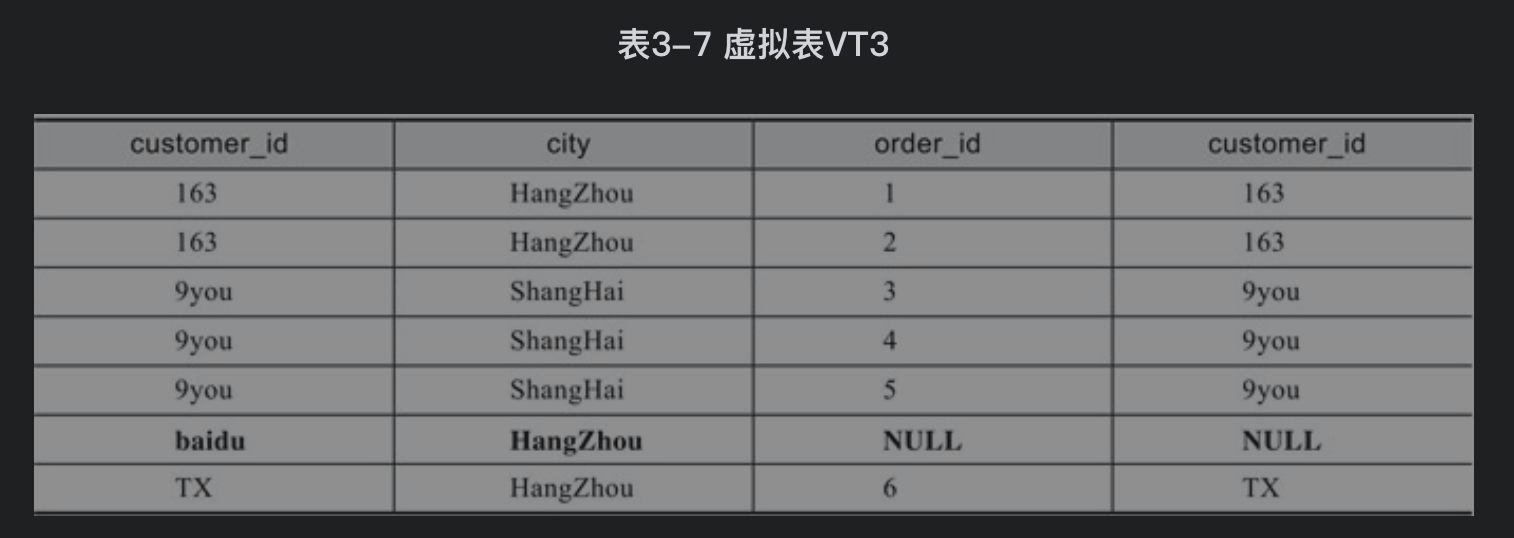 表3-7 虚拟表VT3
customer_id city order_id customer_id
163 HangZhou 1 163
163 HangZhou 2 163
9you ShangHai 3 9you
9you ShangHai 4 9you
9you ShangHai 5 9you
baidu HangZhou NULL NULL
TX HangZhou 6 TX